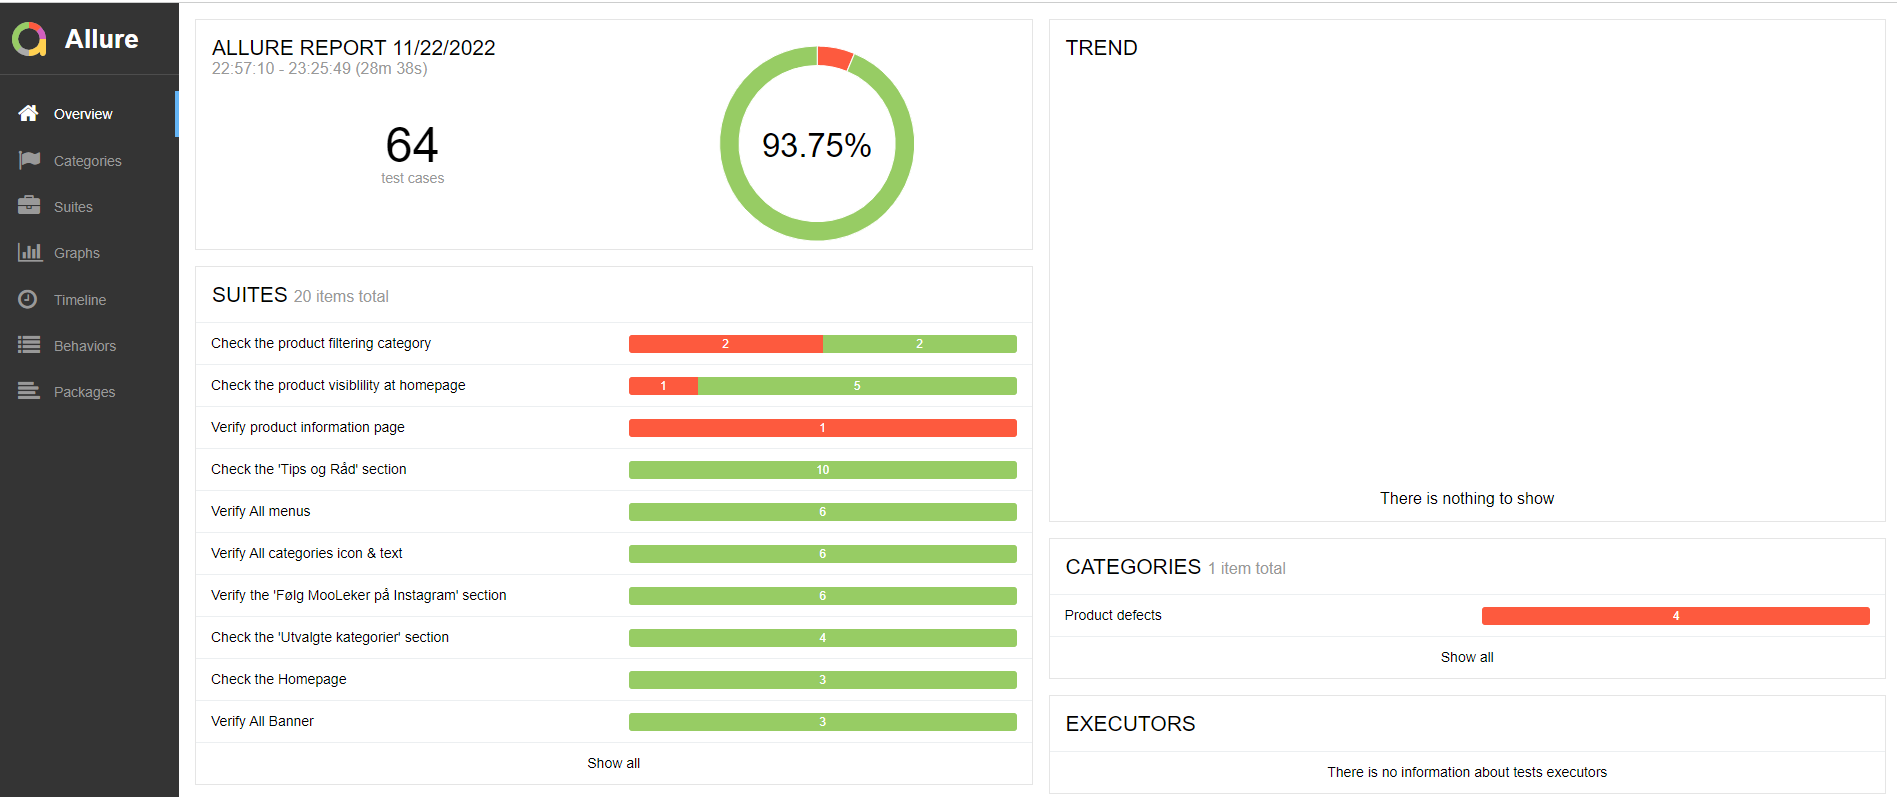 Allure
Overview
Categories
Suites
Graphs
Timeline
Behaviors
Packages
ALLURE REPORT 11/22/2022
22:57:10 - 23:25:49 (28m 38s)
64
test cases
93.75%
SUITES 20 items total
Check the product filtering category 2 2
Check the product visiblility at homepage 1 5
Verify product information page 1
Check the 'Tips og Råd' section 10
Verify All menus 6
Verify All categories icon & text 6
Verify the 'Følg MooLeker på Instagram' section 6
Check the 'Utvalgte kategorier' section 4
Check the Homepage 3
Verify All Banner 3
Show all
TREND
There is nothing to show
CATEGORIES 1 item total
Product defects 4
Show all
EXECUTORS
There is no information about tests executors